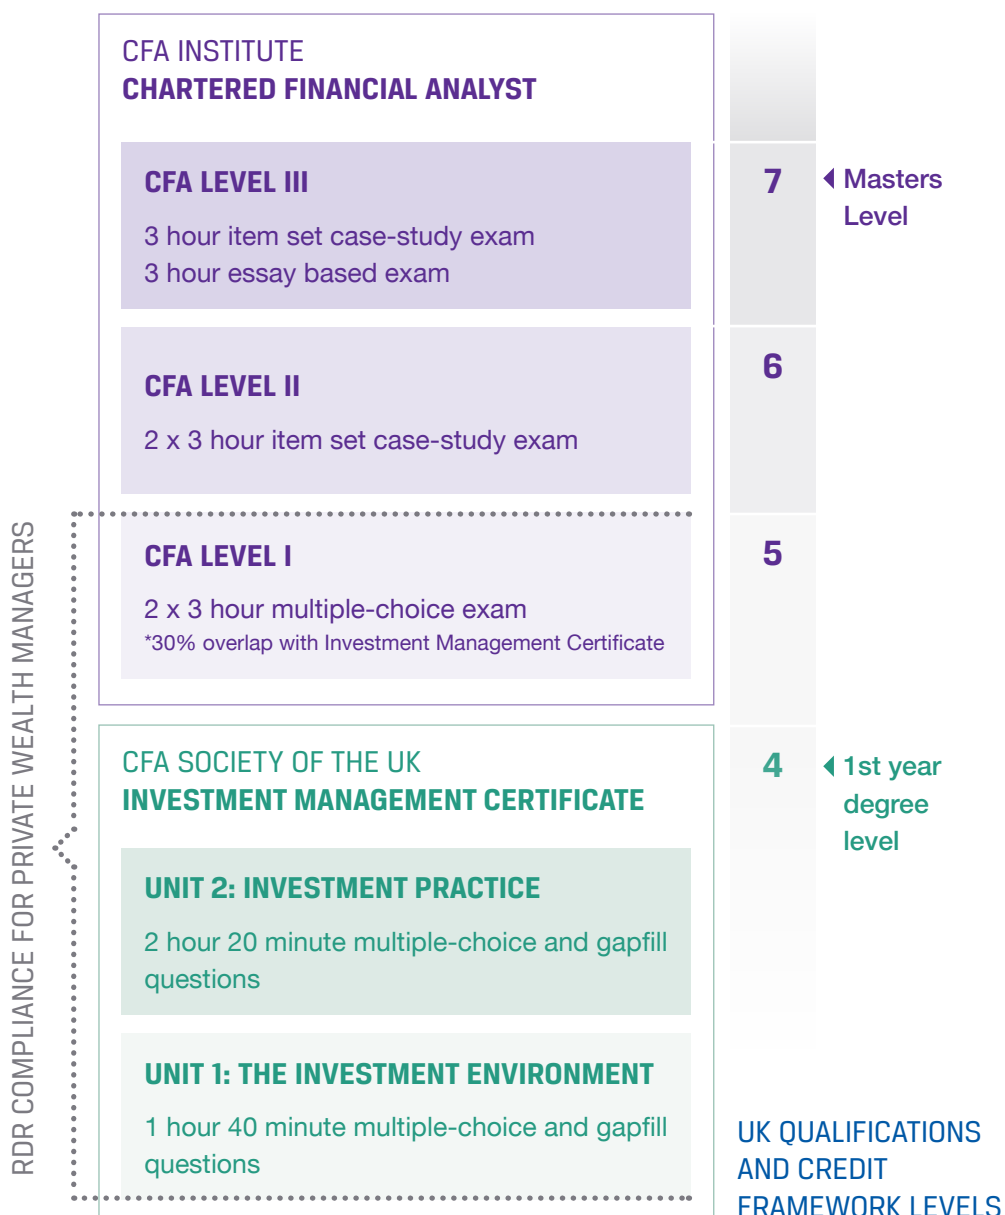 CFA INSTITUTE
CHARTERED FINANCIAL ANALYST
CFA LEVEL III
3 hour item set case-study exam
3 hour essay based exam
7
Masters
Level
CFA LEVEL II
2 x 3 hour item set case-study exam
6
CFA LEVEL I
2 x 3 hour multiple-choice exam
*30% overlap with Investment Management Certificate
5
RDR COMPLIANCE FOR PRIVATE WEALTH MANAGERS
CFA SOCIETY OF THE UK
INVESTMENT MANAGEMENT CERTIFICATE
4
1st year
degree
level
UNIT 2: INVESTMENT PRACTICE
2 hour 20 minute multiple-choice and gapfill
questions
UNIT 1: THE INVESTMENT ENVIRONMENT
1 hour 40 minute multiple-choice and gapfill
questions
UK QUALIFICATIONS
AND CREDIT
FRAMEWORK LEVELS